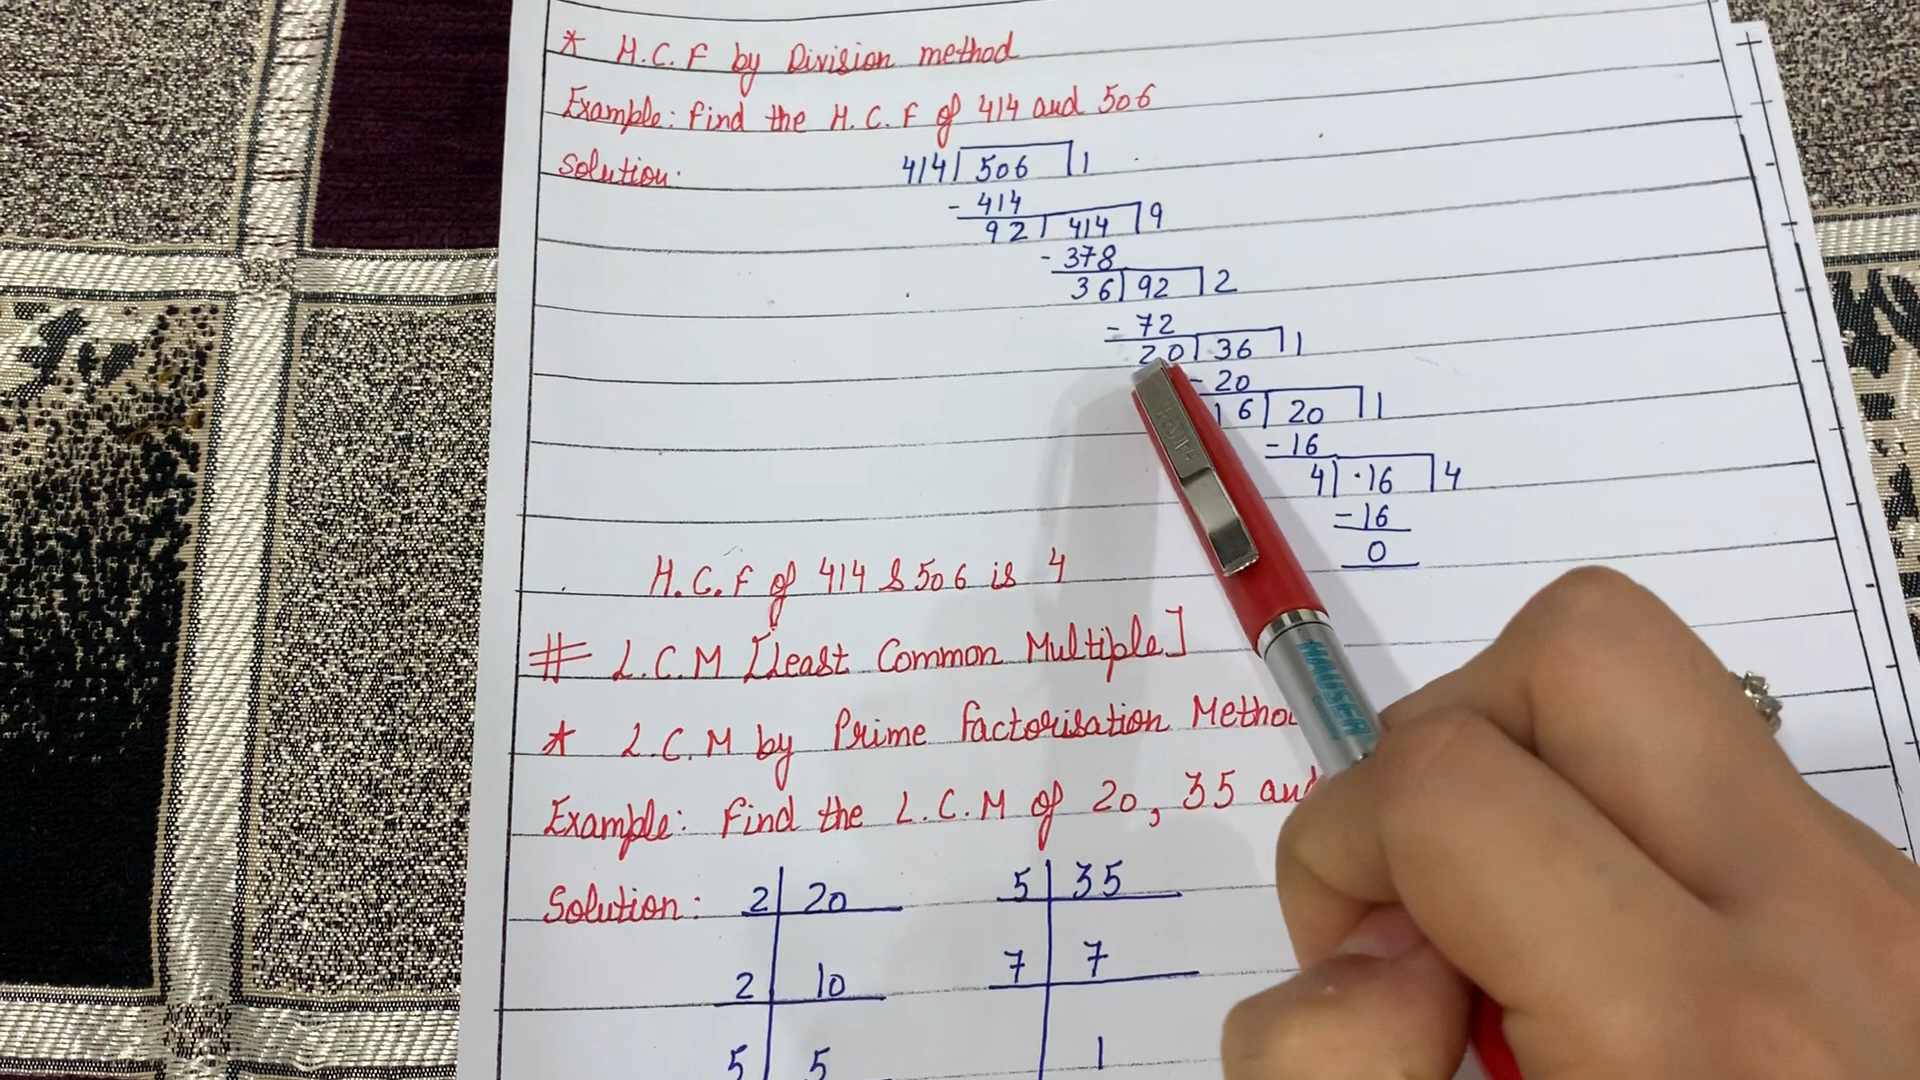 * H.C.F by Division method
Example: Find the H.C.F of 414 and 506
Solution:
414 506 1
- 414
92 414 9
- 378
36 92 2
- 72
20 36 1
- 20
16 20 1
- 16
4 16 4
- 16
0
H.C.F of 414 & 506 is 4
# L.C.M [Least Common Multiple]
* L.C.M by Prime Factorisation Metho
Example: Find the L.C.M of 20, 35 and
Solution: 2 20 5 35
2 10 7 7
5 5 1
HAUSER